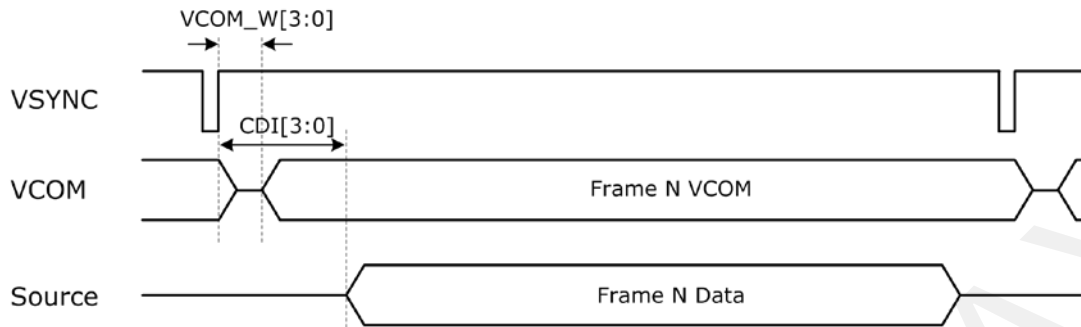 VCOM_W[3:0]
VSYNC
CDI[3:0]
VCOM
Frame N VCOM
Source
Frame N Data